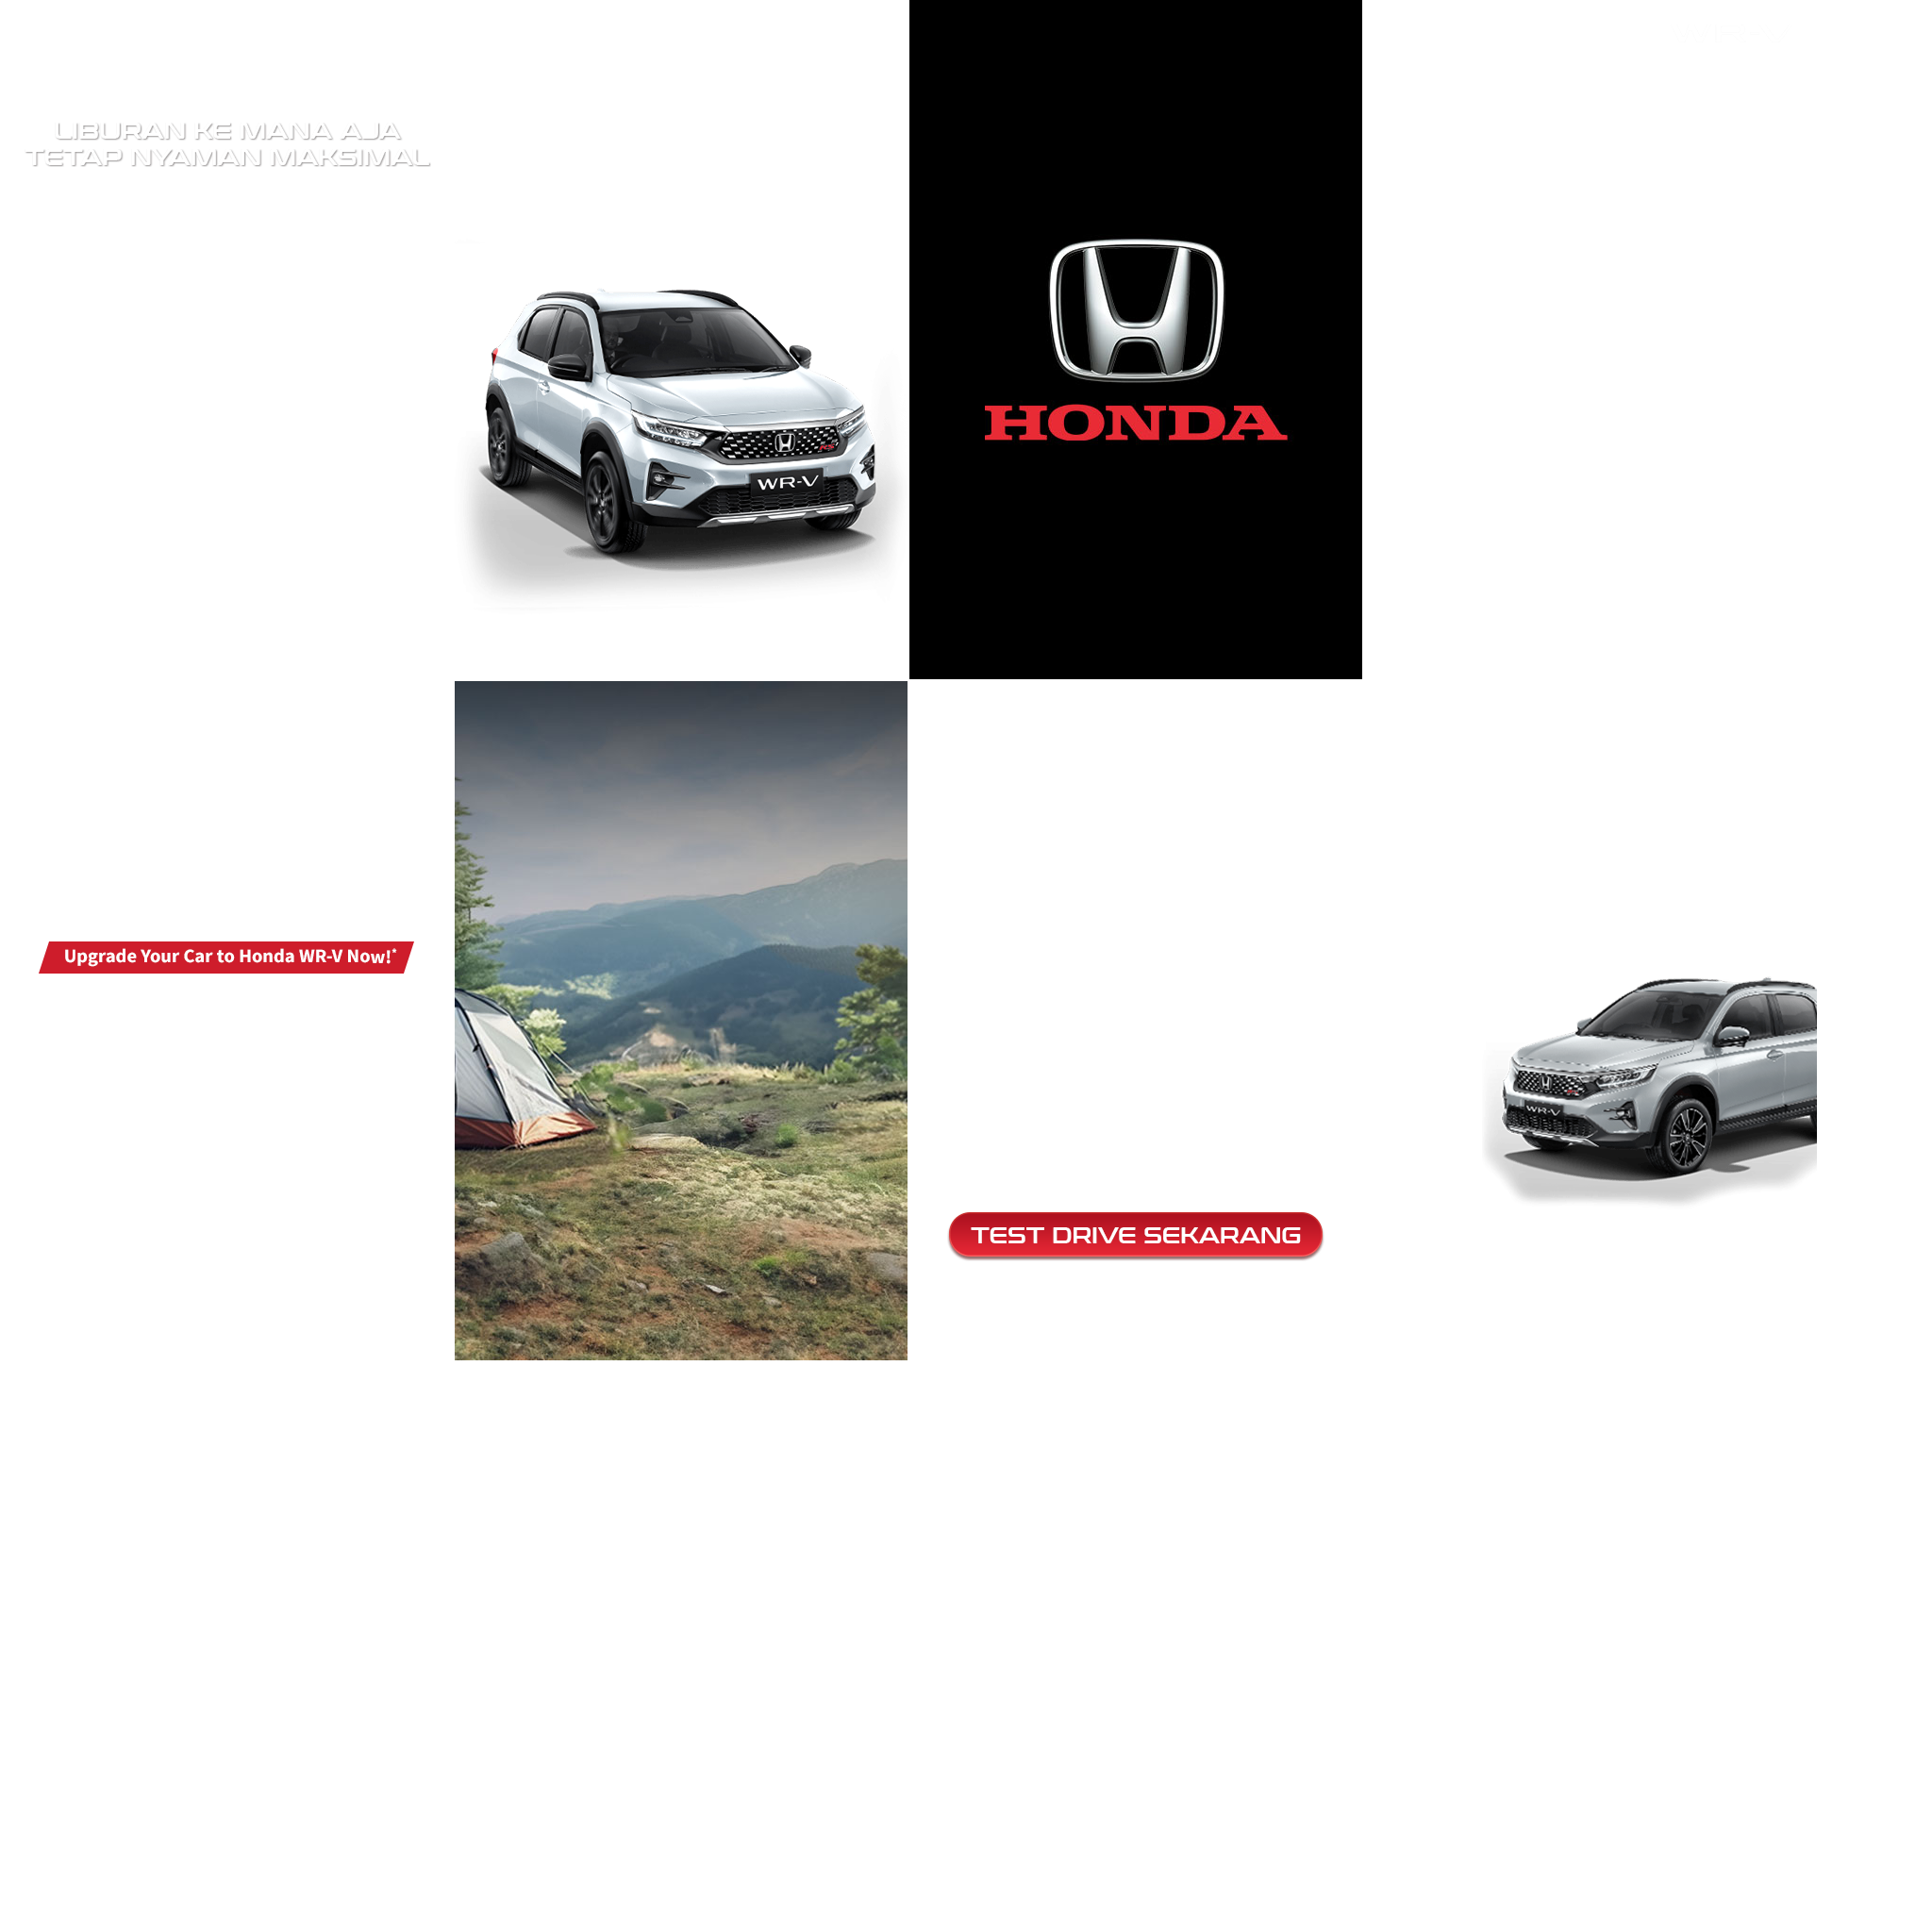 LIBURAN KE MANA AJA
TETAP NYAMAN MAKSIMAL
WR-V
HONDA
Upgrade Your Car to Honda WR-V Now!*
TEST DRIVE SEKARANG
WR-V